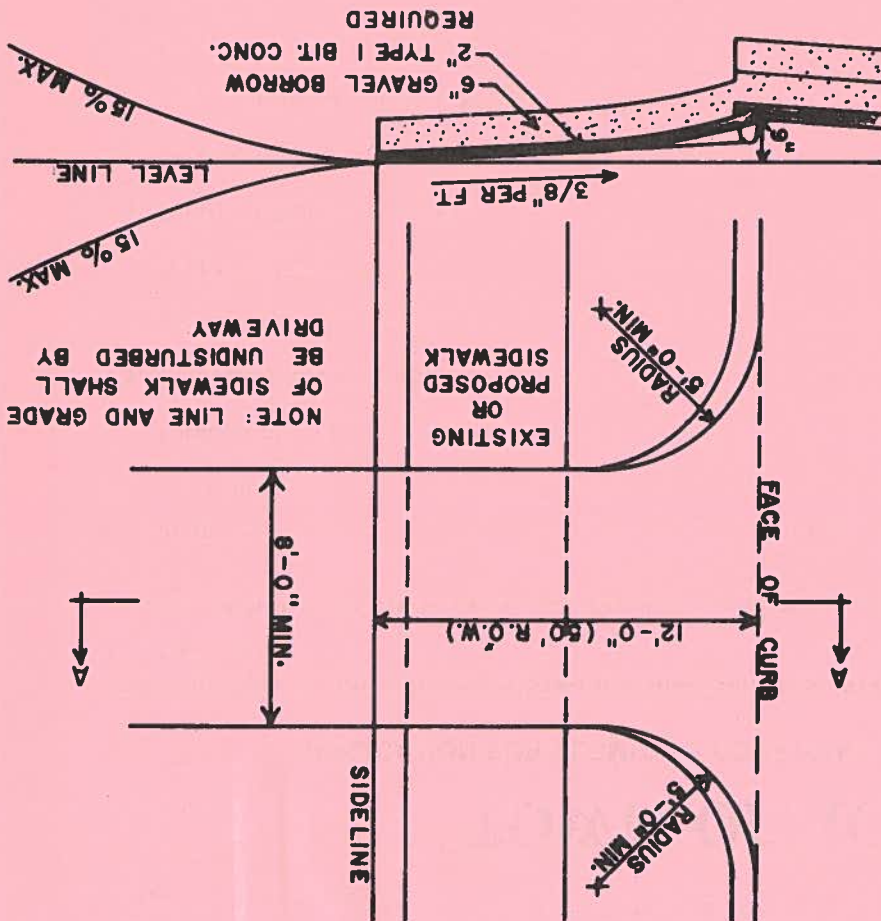 RADIUS
5'-0" MIN.
SIDELINE
A
A
12'-0" (50' R.O.W.)
8'-0" MIN.
FACE OF CURB
EXISTING
OR
PROPOSED
SIDEWALK
NOTE: LINE AND GRADE
OF SIDEWALK SHALL
BE UNDISTURBED BY
DRIVEWAY
RADIUS
5'-0" MIN.
15% MAX.
3/8" PER FT.
LEVEL LINE
6"
15% MAX.
6" GRAVEL BORROW
2" TYPE I BIT. CONC.
REQUIRED